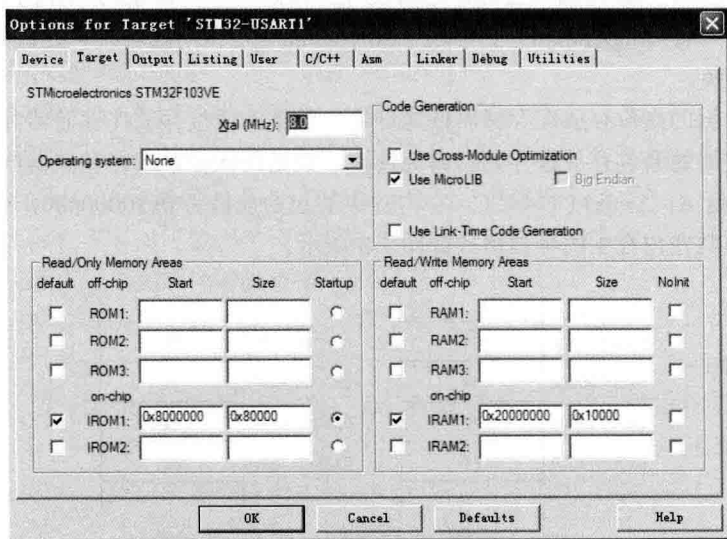 Options for Target 'STM32-USART1'
Device Target Output Listing User C/C++ Asm Linker Debug Utilities
STMicroelectronics STM32F103VE
Xtal (MHz): 8.0
Operating system: None
Code Generation
Use Cross-Module Optimization
Use MicroLIB Big Endian
Use Link-Time Code Generation
Read/Only Memory Areas
default off-chip Start Size Startup
ROM1:
ROM2:
ROM3:
on-chip
IROM1: 0x8000000 0x80000
IROM2:
Read/Write Memory Areas
default off-chip Start Size NoInit
RAM1:
RAM2:
RAM3:
on-chip
IRAM1: 0x20000000 0x10000
IRAM2:
OK Cancel Defaults Help